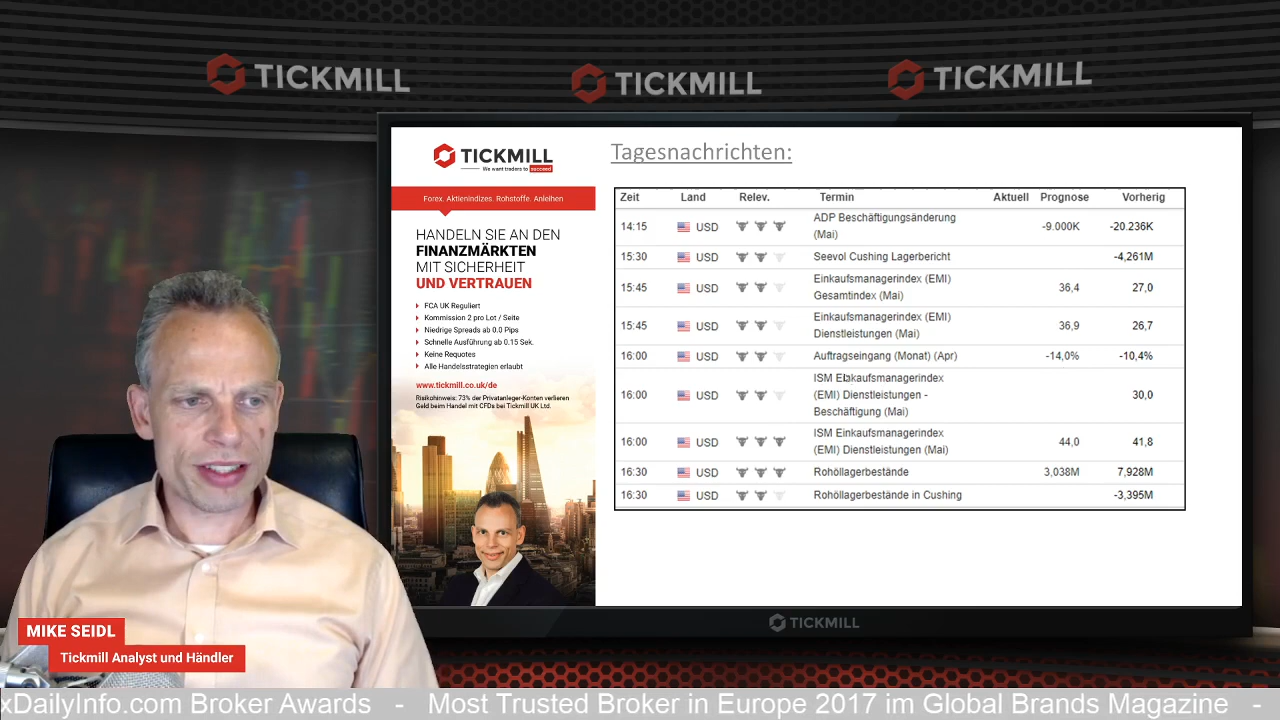 TICKMILL
TICKMILL
TICKMILL
TICKMILL
We want traders to succeed
Forex. Aktienindizes. Rohstoffe. Anleihen
HANDELN SIE AN DEN
FINANZMÄRKTEN
MIT SICHERHEIT
UND VERTRAUEN
FCA UK Reguliert
Kommission 2 pro Lot / Seite
Niedrige Spreads ab 0.0 Pips
Schnelle Ausführung ab 0.15 Sek.
Keine Requotes
Alle Handelsstrategien erlaubt
www.tickmill.co.uk/de
Risikohinweis: 73% der Privatanleger-Konten verlieren
Geld beim Handel mit CFDs bei Tickmill UK Ltd.
Tagesnachrichten:
Zeit Land Relev. Termin Aktuell Prognose Vorherig
14:15 USD ADP Beschäftigungsänderung (Mai) -9.000K -20.236K
15:30 USD Seevol Cushing Lagerbericht -4,261M
15:45 USD Einkaufsmanagerindex (EMI) Gesamtindex (Mai) 36,4 27,0
15:45 USD Einkaufsmanagerindex (EMI) Dienstleistungen (Mai) 36,9 26,7
16:00 USD Auftragseingang (Monat) (Apr) -14,0% -10,4%
16:00 USD ISM Einkaufsmanagerindex (EMI) Dienstleistungen - Beschäftigung (Mai) 30,0
16:00 USD ISM Einkaufsmanagerindex (EMI) Dienstleistungen (Mai) 44,0 41,8
16:30 USD Rohöllagerbestände 3,038M 7,928M
16:30 USD Rohöllagerbestände in Cushing -3,395M
TICKMILL
MIKE SEIDL
Tickmill Analyst und Händler
xDailyInfo.com Broker Awards - Most Trusted Broker in Europe 2017 im Global Brands Magazine -